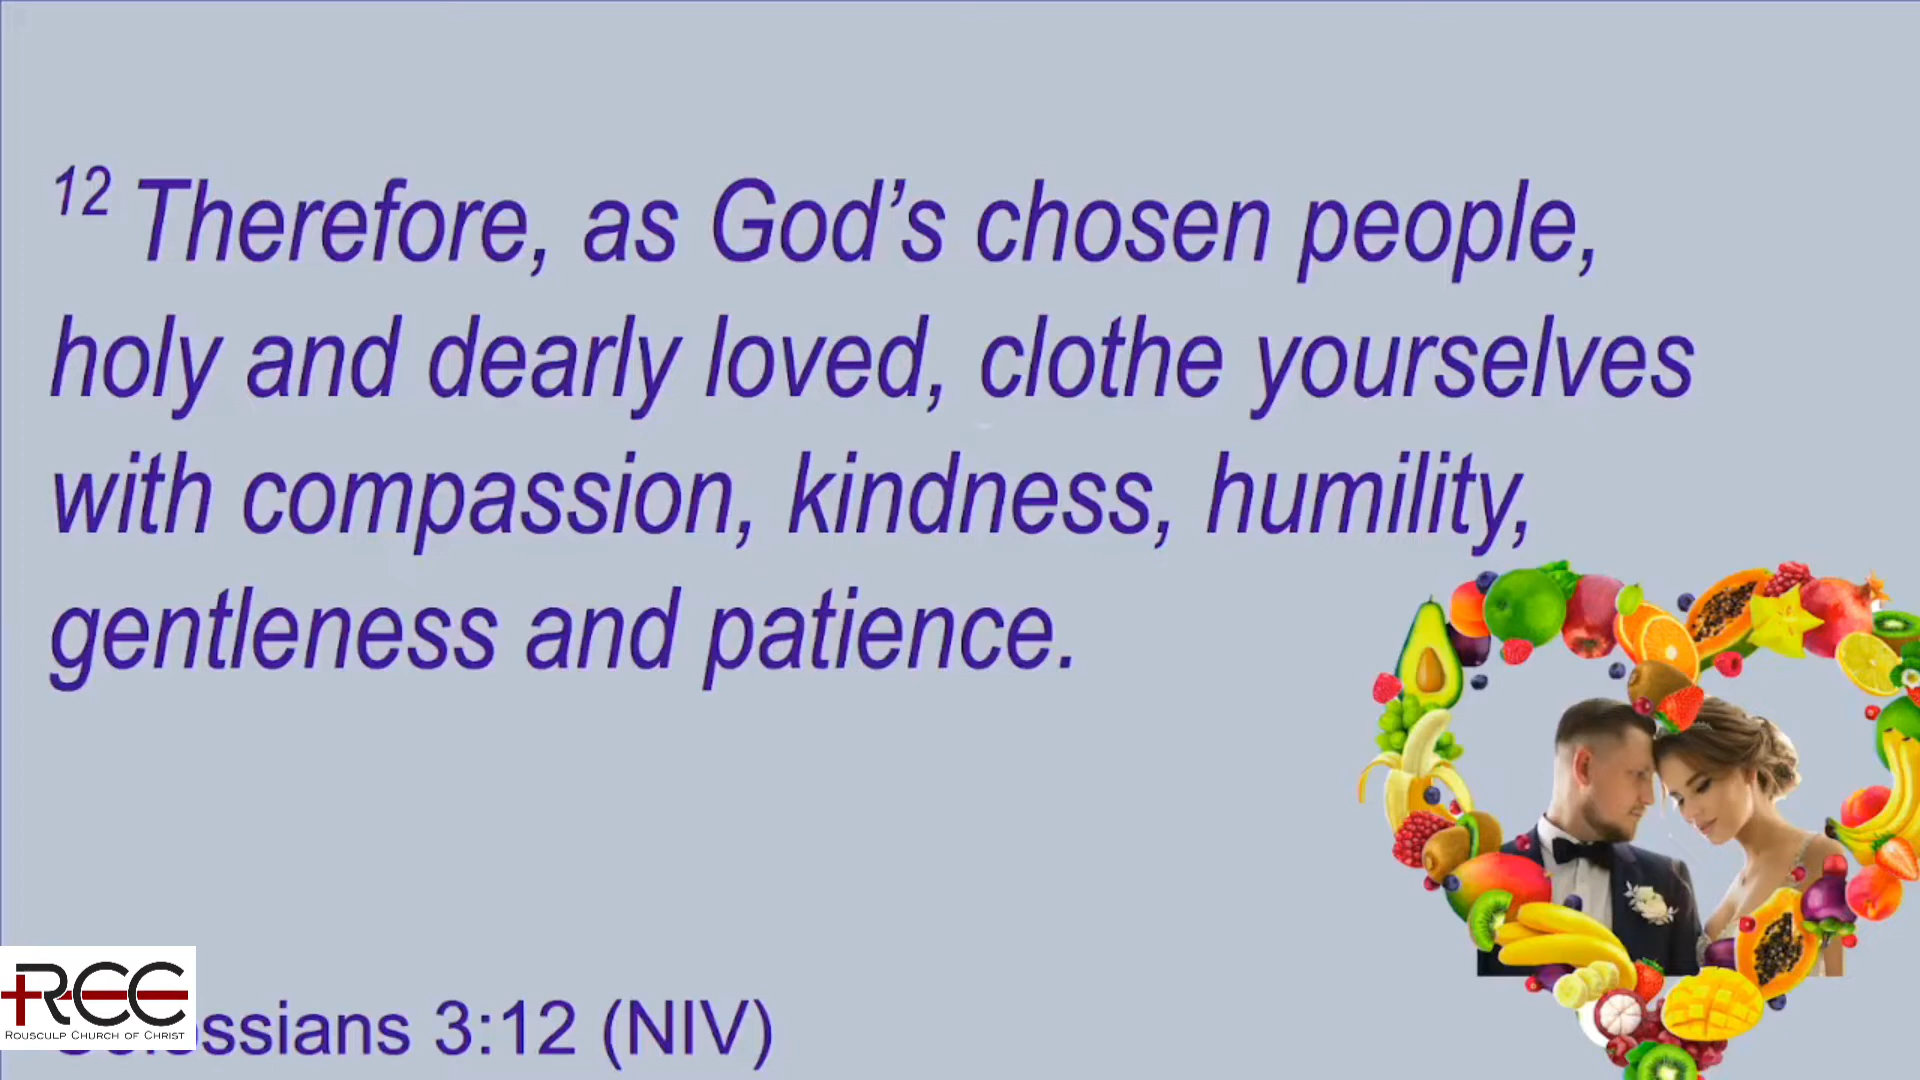 12 Therefore, as God’s chosen people,
holy and dearly loved, clothe yourselves
with compassion, kindness, humility,
gentleness and patience.
RCC
ROUSCULP CHURCH OF CHRIST
ossians 3:12 (NIV)